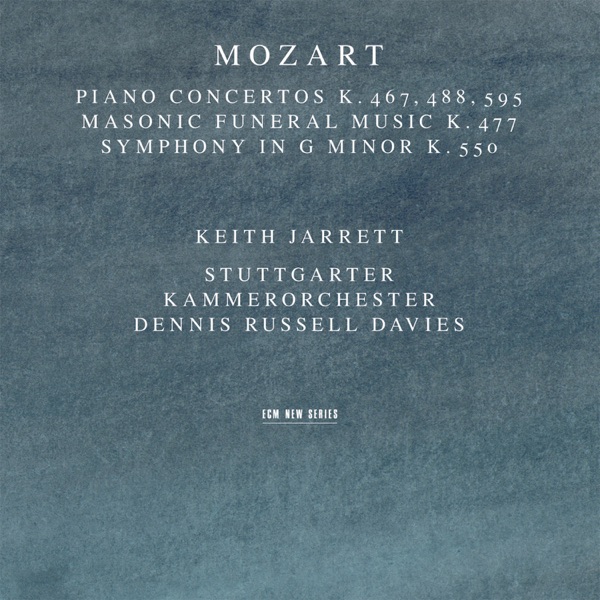 MOZART
PIANO CONCERTOS K. 467, 488, 595
MASONIC FUNERAL MUSIC K. 477
SYMPHONY IN G MINOR K. 550
KEITH JARRETT
STUTTGARTER
KAMMERORCHESTER
DENNIS RUSSELL DAVIES
ECM NEW SERIES